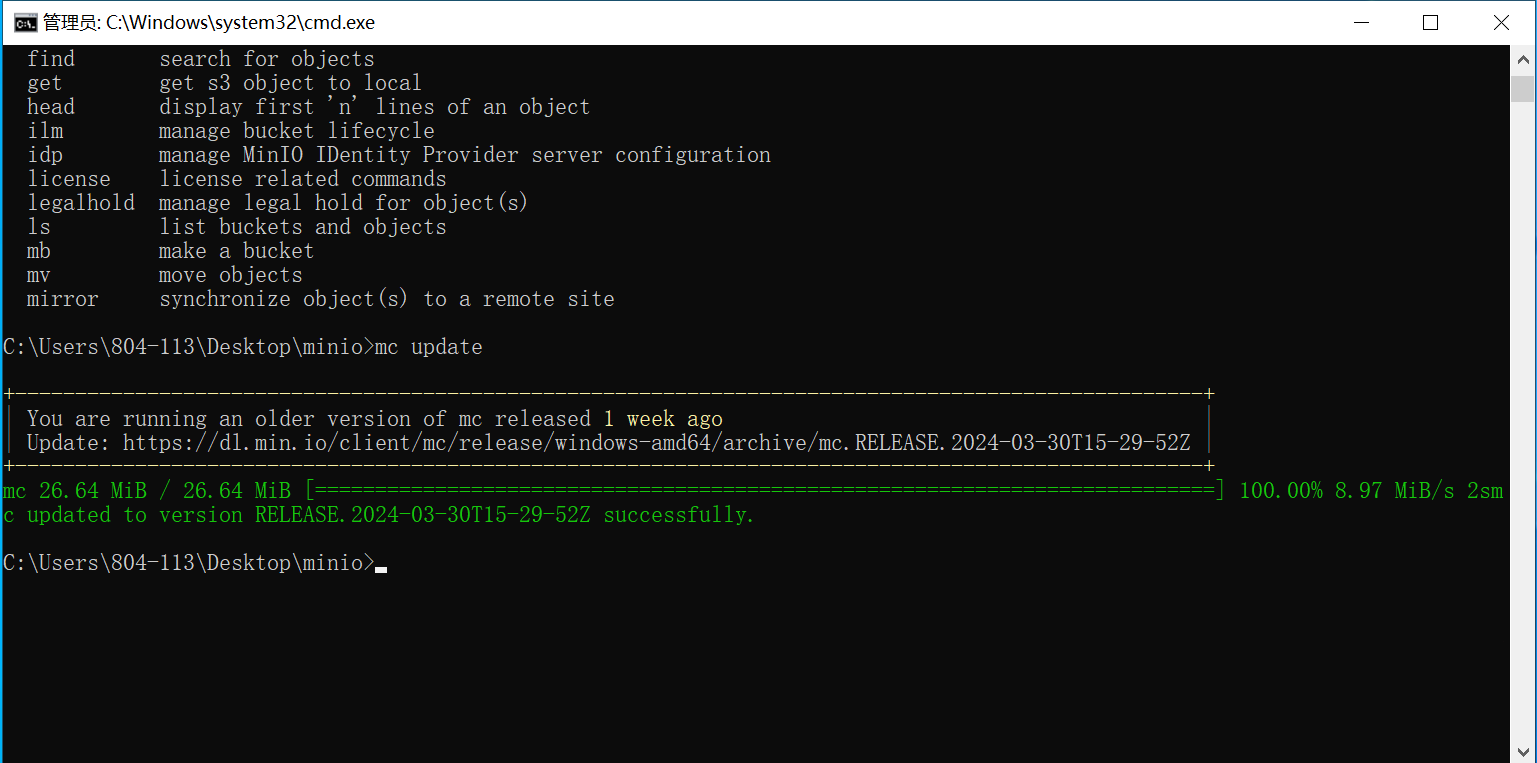 管理员: C:\Windows\system32\cmd.exe
find search for objects
get get s3 object to local
head display first 'n' lines of an object
ilm manage bucket lifecycle
idp manage MinIO IDentity Provider server configuration
license license related commands
legalhold manage legal hold for object(s)
ls list buckets and objects
mb make a bucket
mv move objects
mirror synchronize object(s) to a remote site
C:\Users\804-113\Desktop\minio>mc update
You are running an older version of mc released 1 week ago
Update: https://dl.min.io/client/mc/release/windows-amd64/archive/mc.RELEASE.2024-03-30T15-29-52Z
mc 26.64 MiB / 26.64 MiB [===========================================================================] 100.00% 8.97 MiB/s 2sm
c updated to version RELEASE.2024-03-30T15-29-52Z successfully.
C:\Users\804-113\Desktop\minio>